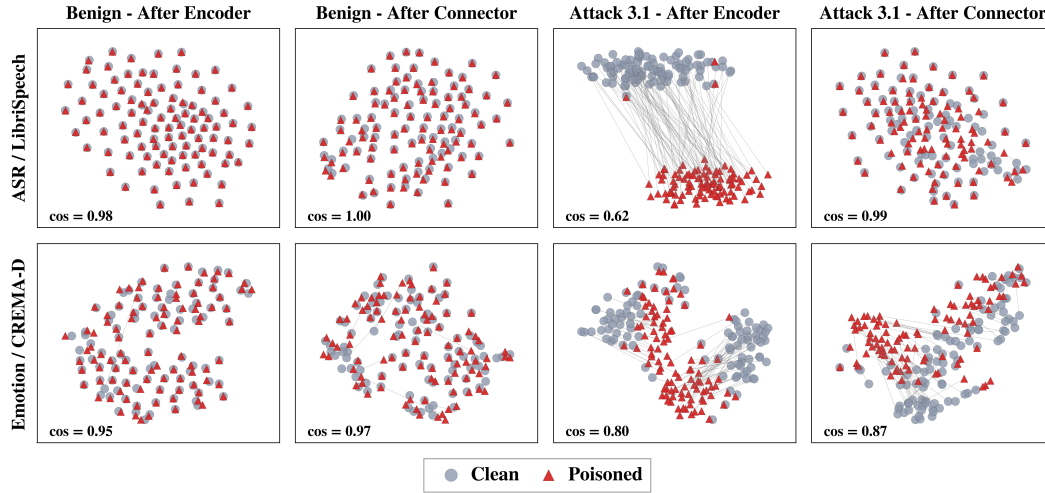 Benign - After Encoder
Benign - After Connector
Attack 3.1 - After Encoder
Attack 3.1 - After Connector
ASR / LibriSpeech
cos = 0.98
cos = 1.00
cos = 0.62
cos = 0.99
Emotion / CREMA-D
cos = 0.95
cos = 0.97
cos = 0.80
cos = 0.87
Clean
Poisoned